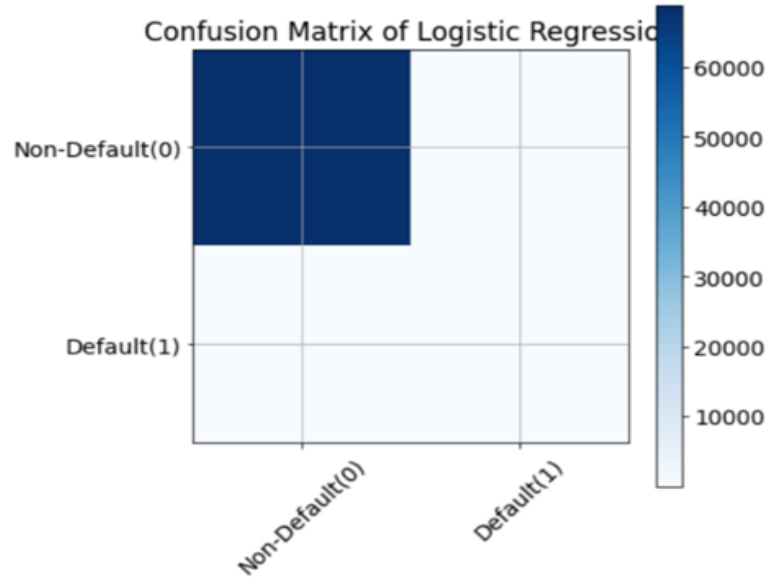 Confusion Matrix of Logistic Regressio
Non-Default(0)
Default(1)
Non-Default(0)
Default(1)
60000
50000
40000
30000
20000
10000